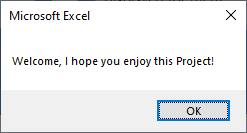 Microsoft Excel
Welcome, I hope you enjoy this Project!
OK